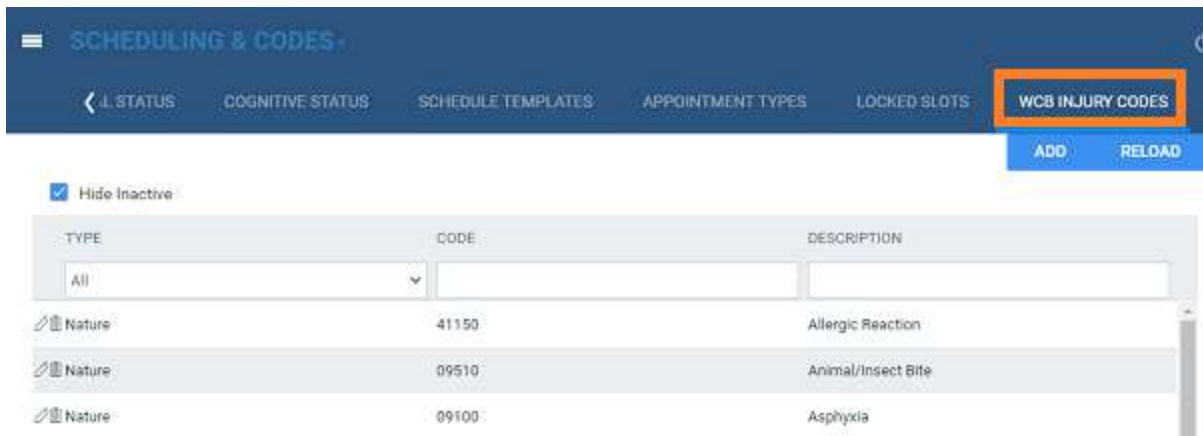 SCHEDULING & CODES
STATUS COGNITIVE STATUS SCHEDULE TEMPLATES APPOINTMENT TYPES LOCKED SLOTS WCB INJURY CODES
ADD RELOAD
Hide Inactive
TYPE CODE DESCRIPTION
All
Nature 41150 Allergic Reaction
Nature 09510 Animal/Insect Bite
Nature 09100 Asphyxia